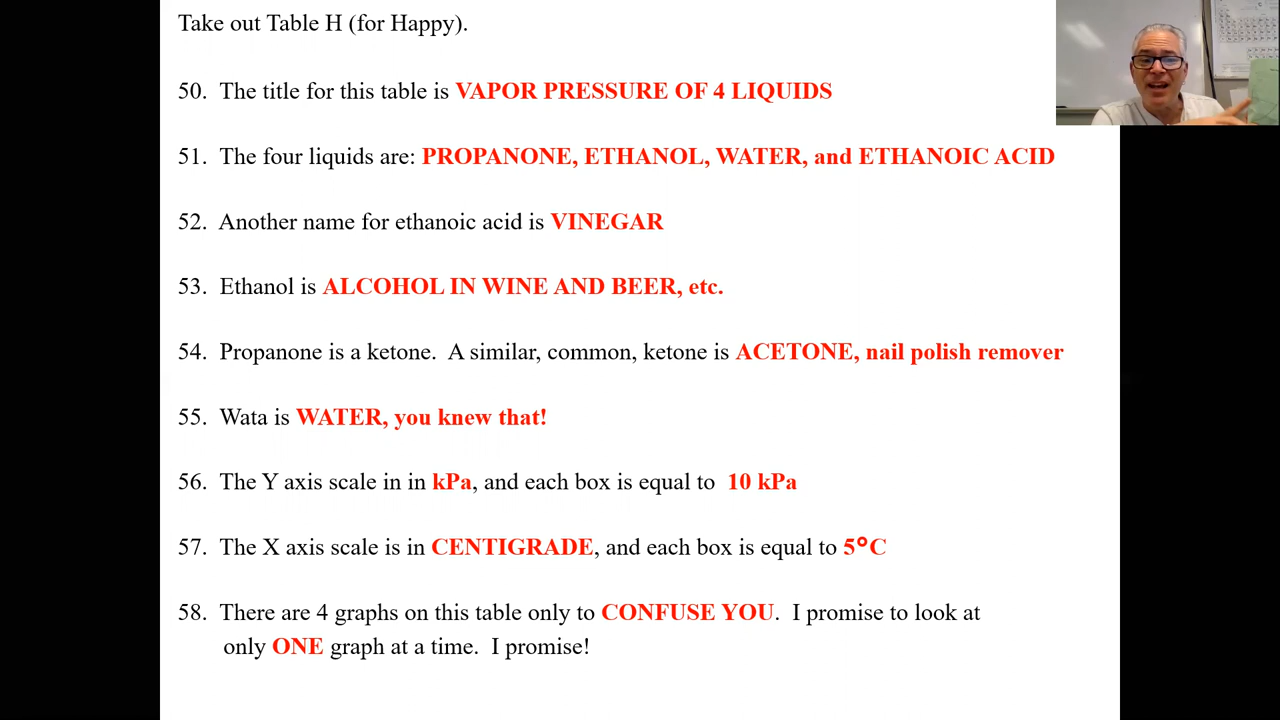 Take out Table H (for Happy).
50. The title for this table is VAPOR PRESSURE OF 4 LIQUIDS
51. The four liquids are: PROPANONE, ETHANOL, WATER, and ETHANOIC ACID
52. Another name for ethanoic acid is VINEGAR
53. Ethanol is ALCOHOL IN WINE AND BEER, etc.
54. Propanone is a ketone. A similar, common, ketone is ACETONE, nail polish remover
55. Wata is WATER, you knew that!
56. The Y axis scale in in kPa, and each box is equal to 10 kPa
57. The X axis scale is in CENTIGRADE, and each box is equal to 5°C
58. There are 4 graphs on this table only to CONFUSE YOU. I promise to look at
only ONE graph at a time. I promise!